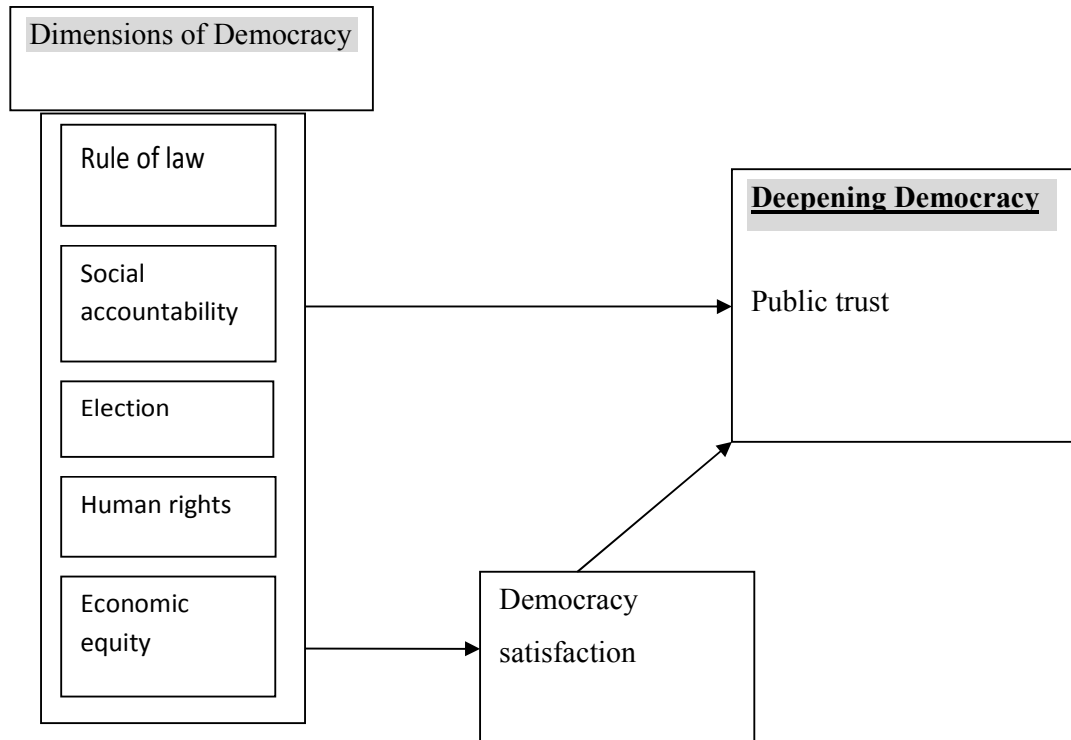 Dimensions of Democracy
Rule of law
Social
accountability
Election
Human rights
Economic
equity
Deepening Democracy
Public trust
Democracy
satisfaction